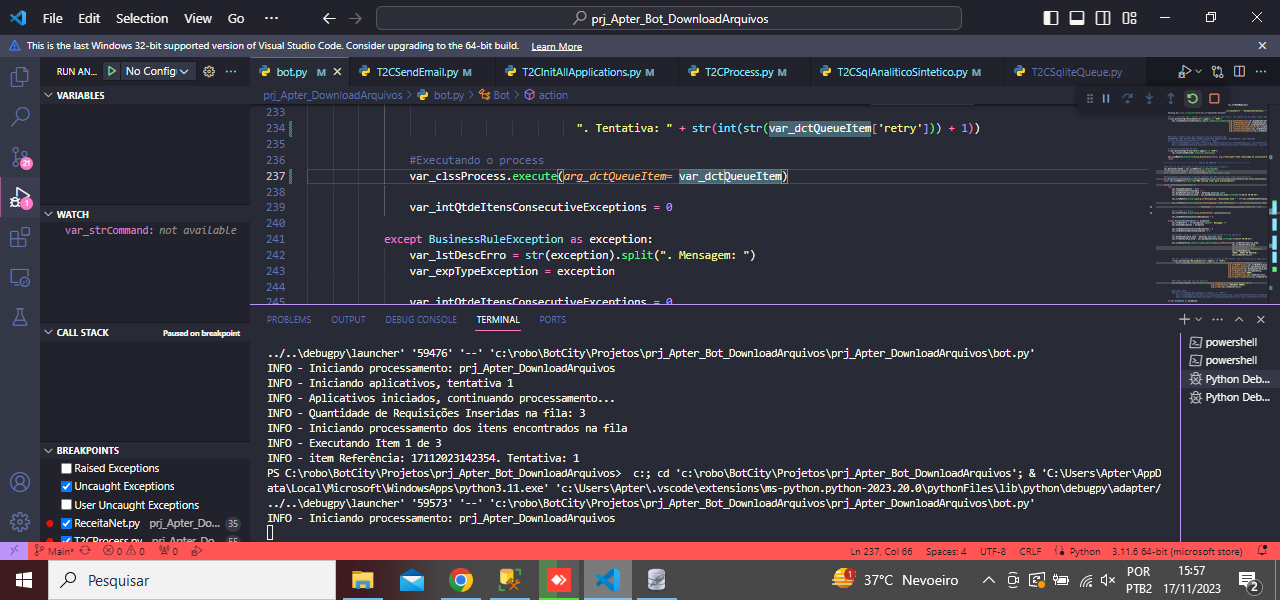 File Edit Selection View Go ··· prj_Apter_Bot_DownloadArquivos
This is the last Windows 32-bit supported version of Visual Studio Code. Consider upgrading to the 64-bit build. Learn More
RUN AN... No Config
bot.py M T2CSendEmail.py M T2CInitAllApplications.py M T2CProcess.py M T2CSqlAnaliticoSintetico.py M T2CSqliteQueue.py
VARIABLES
prj_Apter_DownloadArquivos > bot.py > Bot > action
233
234 ". Tentativa: " + str(int(str(var_dctQueueItem['retry'])) + 1))
235
236 #Executando o process
237 var_clssProcess.execute(arg_dctQueueItem= var_dctQueueItem)
238
239 var_intQtdeItensConsecutiveExceptions = 0
240
241 except BusinessRuleException as exception:
242 var_lstDescErro = str(exception).split(". Mensagem: ")
243 var_expTypeException = exception
244
245 var_intQtdeItensConsecutiveExceptions = 0
WATCH
var_strCommand: not available
CALL STACK Paused on breakpoint
BREAKPOINTS
Raised Exceptions
Uncaught Exceptions
User Uncaught Exceptions
ReceitaNet.py prj_Apter_Do... 35
T2CProcess.py prj_Apter_Do... 55
21
1
PROBLEMS OUTPUT DEBUG CONSOLE TERMINAL PORTS
../..\debugpy\launcher' '59476' '--' 'c:\robo\BotCity\Projetos\prj_Apter_Bot_DownloadArquivos\prj_Apter_DownloadArquivos\bot.py'
INFO - Iniciando processamento: prj_Apter_DownloadArquivos
INFO - Iniciando aplicativos, tentativa 1
INFO - Aplicativos iniciados, continuando processamento...
INFO - Quantidade de Requisições Inseridas na fila: 3
INFO - Iniciando processamento dos itens encontrados na fila
INFO - Executando Item 1 de 3
INFO - item Referência: 17112023142354. Tentativa: 1
PS C:\robo\BotCity\Projetos\prj_Apter_Bot_DownloadArquivos> c:; cd 'c:\robo\BotCity\Projetos\prj_Apter_Bot_DownloadArquivos'; & 'C:\Users\Apter\AppD
ata\Local\Microsoft\WindowsApps\python3.11.exe' 'c:\Users\Apter\.vscode\extensions\ms-python.python-2023.20.0\pythonFiles\lib\python\debugpy\adapter/
../..\debugpy\launcher' '59573' '--' 'c:\robo\BotCity\Projetos\prj_Apter_Bot_DownloadArquivos\prj_Apter_DownloadArquivos\bot.py'
INFO - Iniciando processamento: prj_Apter_DownloadArquivos
powershell
powershell
Python Deb...
Python Deb...
Main* 0 0 0 Ln 237, Col 66 Spaces: 4 UTF-8 CRLF Python 3.11.6 64-bit (microsoft store)
Pesquisar 37°C Nevoeiro POR PTB2 15:57 17/11/2023 2